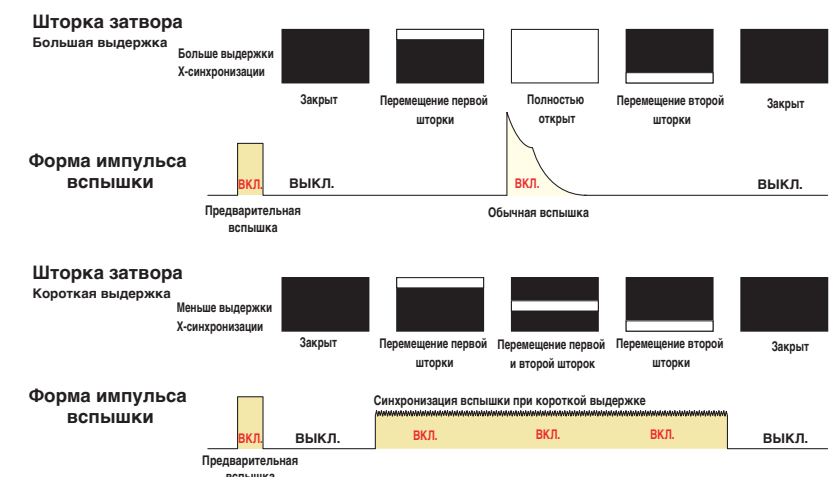 Шторка затвора
Большая выдержка
Больше выдержки
X-синхронизации
Закрыт
Перемещение первой
шторки
Полностью
открыт
Перемещение второй
шторки
Закрыт
Форма импульса
вспышки
ВКЛ.
ВЫКЛ.
ВКЛ.
ВЫКЛ.
Предварительная
вспышка
Обычная вспышка
Шторка затвора
Короткая выдержка
Меньше выдержки
X-синхронизации
Закрыт
Перемещение первой
шторки
Перемещение первой
и второй шторок
Перемещение второй
шторки
Закрыт
Форма импульса
вспышки
Синхронизация вспышки при короткой выдержке
ВКЛ.
ВЫКЛ.
ВКЛ.
ВКЛ.
ВКЛ.
ВЫКЛ.
Предварительная
вспышка